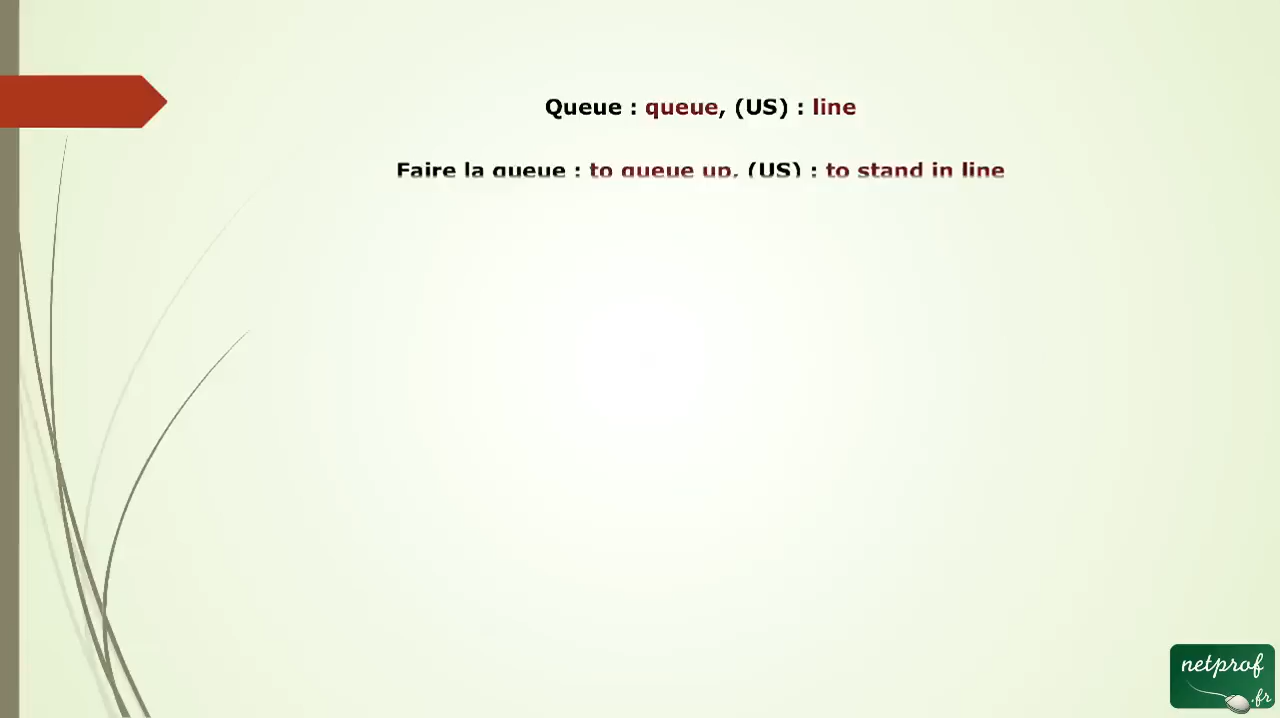 Queue : queue, (US) : line
Faire la queue : to queue up, (US) : to stand in line
netprof
.fr